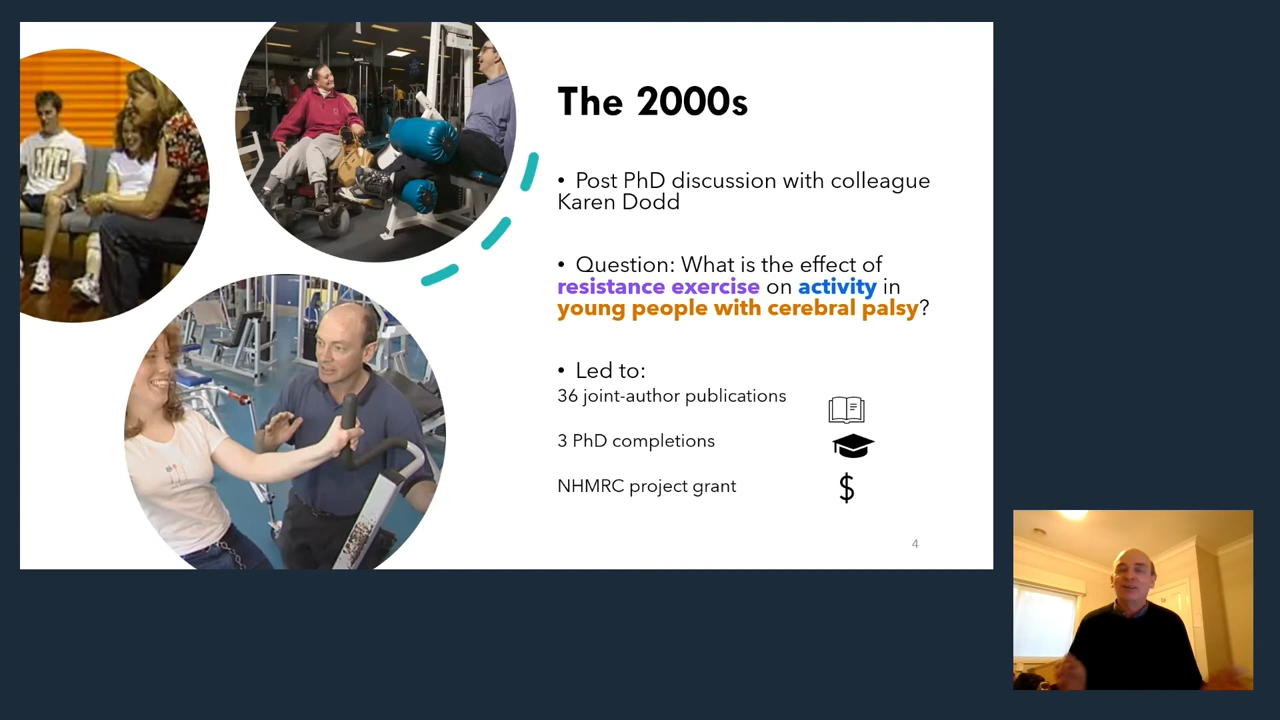 The 2000s
• Post PhD discussion with colleague
Karen Dodd
• Question: What is the effect of
resistance exercise on activity in
young people with cerebral palsy?
• Led to:
36 joint-author publications
3 PhD completions
NHMRC project grant
$
4